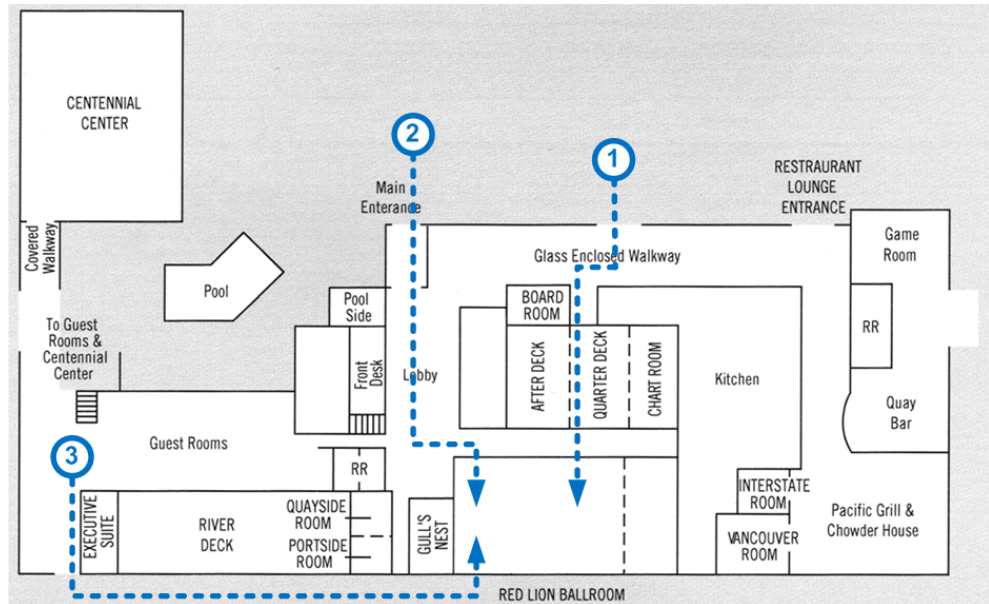 CENTENNIAL
CENTER
2
1
Main
Enterance
RESTRAURANT
LOUNGE
ENTRANCE
Covered
Walkway
Game
Room
Glass Enclosed Walkway
Pool
Pool
Side
BOARD
ROOM
RR
To Guest
Rooms &
Centennial
Center
Front
Desk
Lobby
AFTER DECK
QUARTER DECK
CHART ROOM
Kitchen
Quay
Bar
Guest Rooms
3
RR
INTERSTATE
ROOM
EXECUTIVE
SUITE
RIVER
DECK
QUAYSIDE
ROOM
PORTSIDE
ROOM
GULL'S
NEST
VANCOUVER
ROOM
Pacific Grill &
Chowder House
RED LION BALLROOM